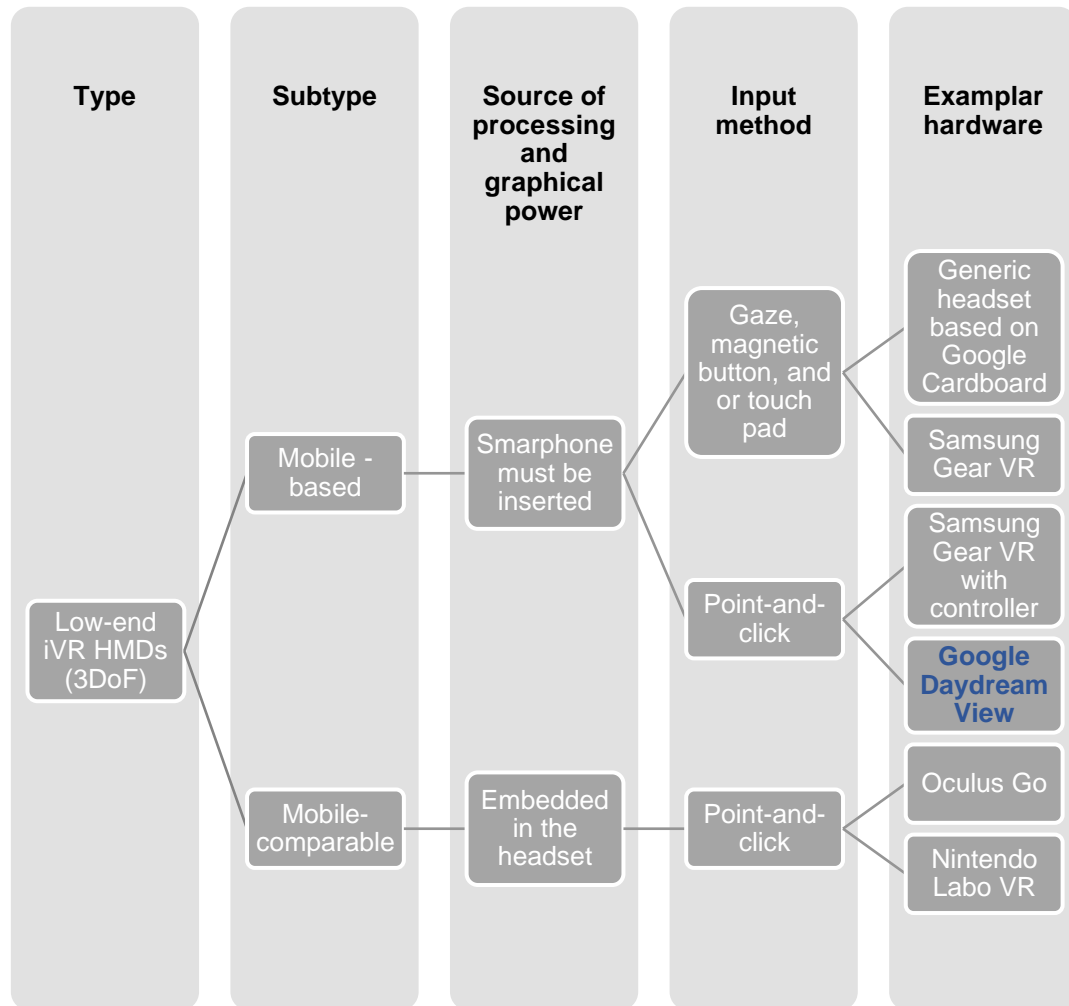 Type
Subtype
Source of
processing
and
graphical
power
Input
method
Examplar
hardware
Low-end
iVR HMDs
(3DoF)
Mobile -
based
Smarphone
must be
inserted
Gaze,
magnetic
button, and
or touch
pad
Generic
headset
based on
Google
Cardboard
Samsung
Gear VR
Point-and-
click
Samsung
Gear VR
with
controller
Google
Daydream
View
Mobile-
comparable
Embedded
in the
headset
Point-and-
click
Oculus Go
Nintendo
Labo VR